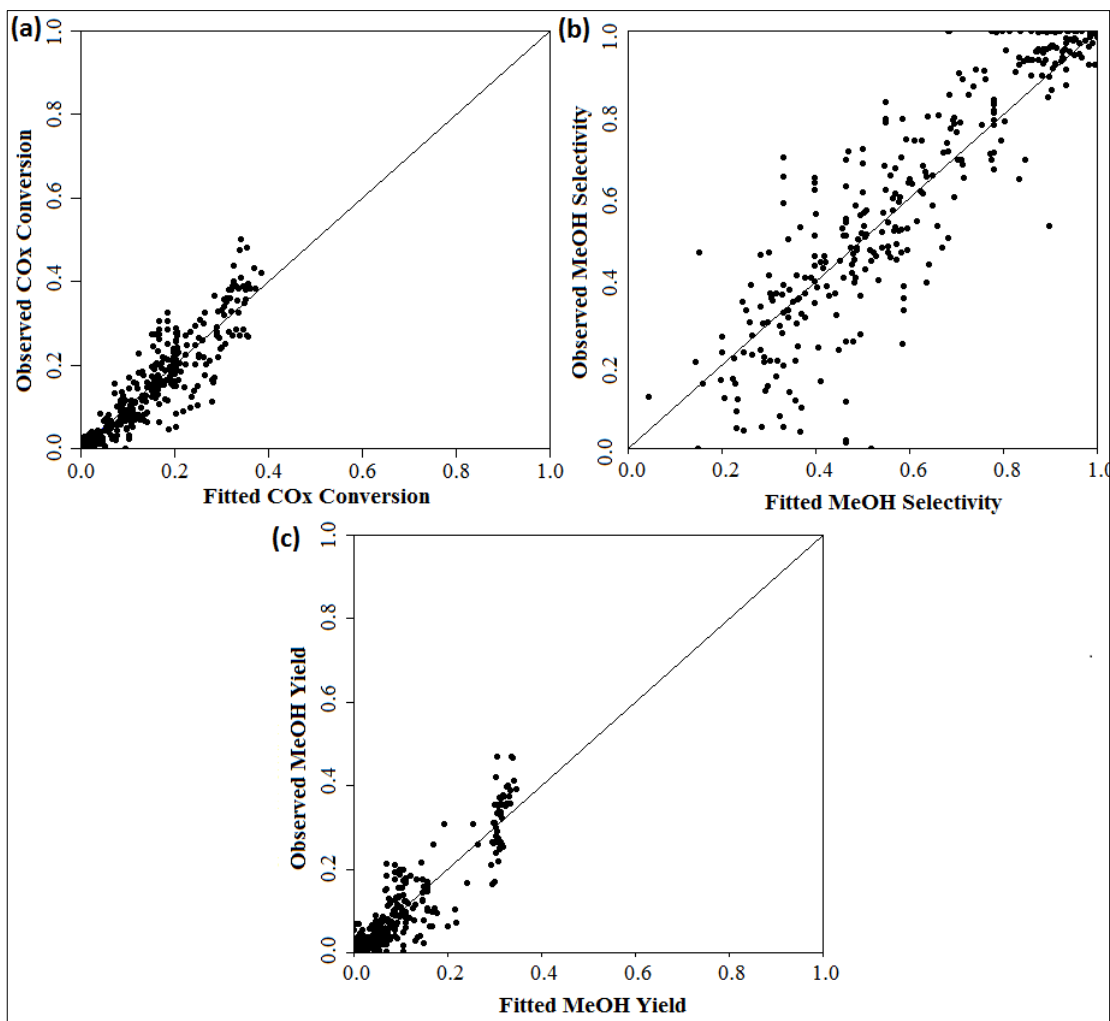 (a)
Observed COx Conversion
1.0
0.8
0.6
0.4
0.2
0.0
0.0 0.2 0.4 0.6 0.8 1.0
Fitted COx Conversion
(b)
Observed MeOH Selectivity
1.0
0.8
0.6
0.4
0.2
0.0
0.0 0.2 0.4 0.6 0.8 1.0
Fitted MeOH Selectivity
(c)
Observed MeOH Yield
1.0
0.8
0.6
0.4
0.2
0.0
0.0 0.2 0.4 0.6 0.8 1.0
Fitted MeOH Yield